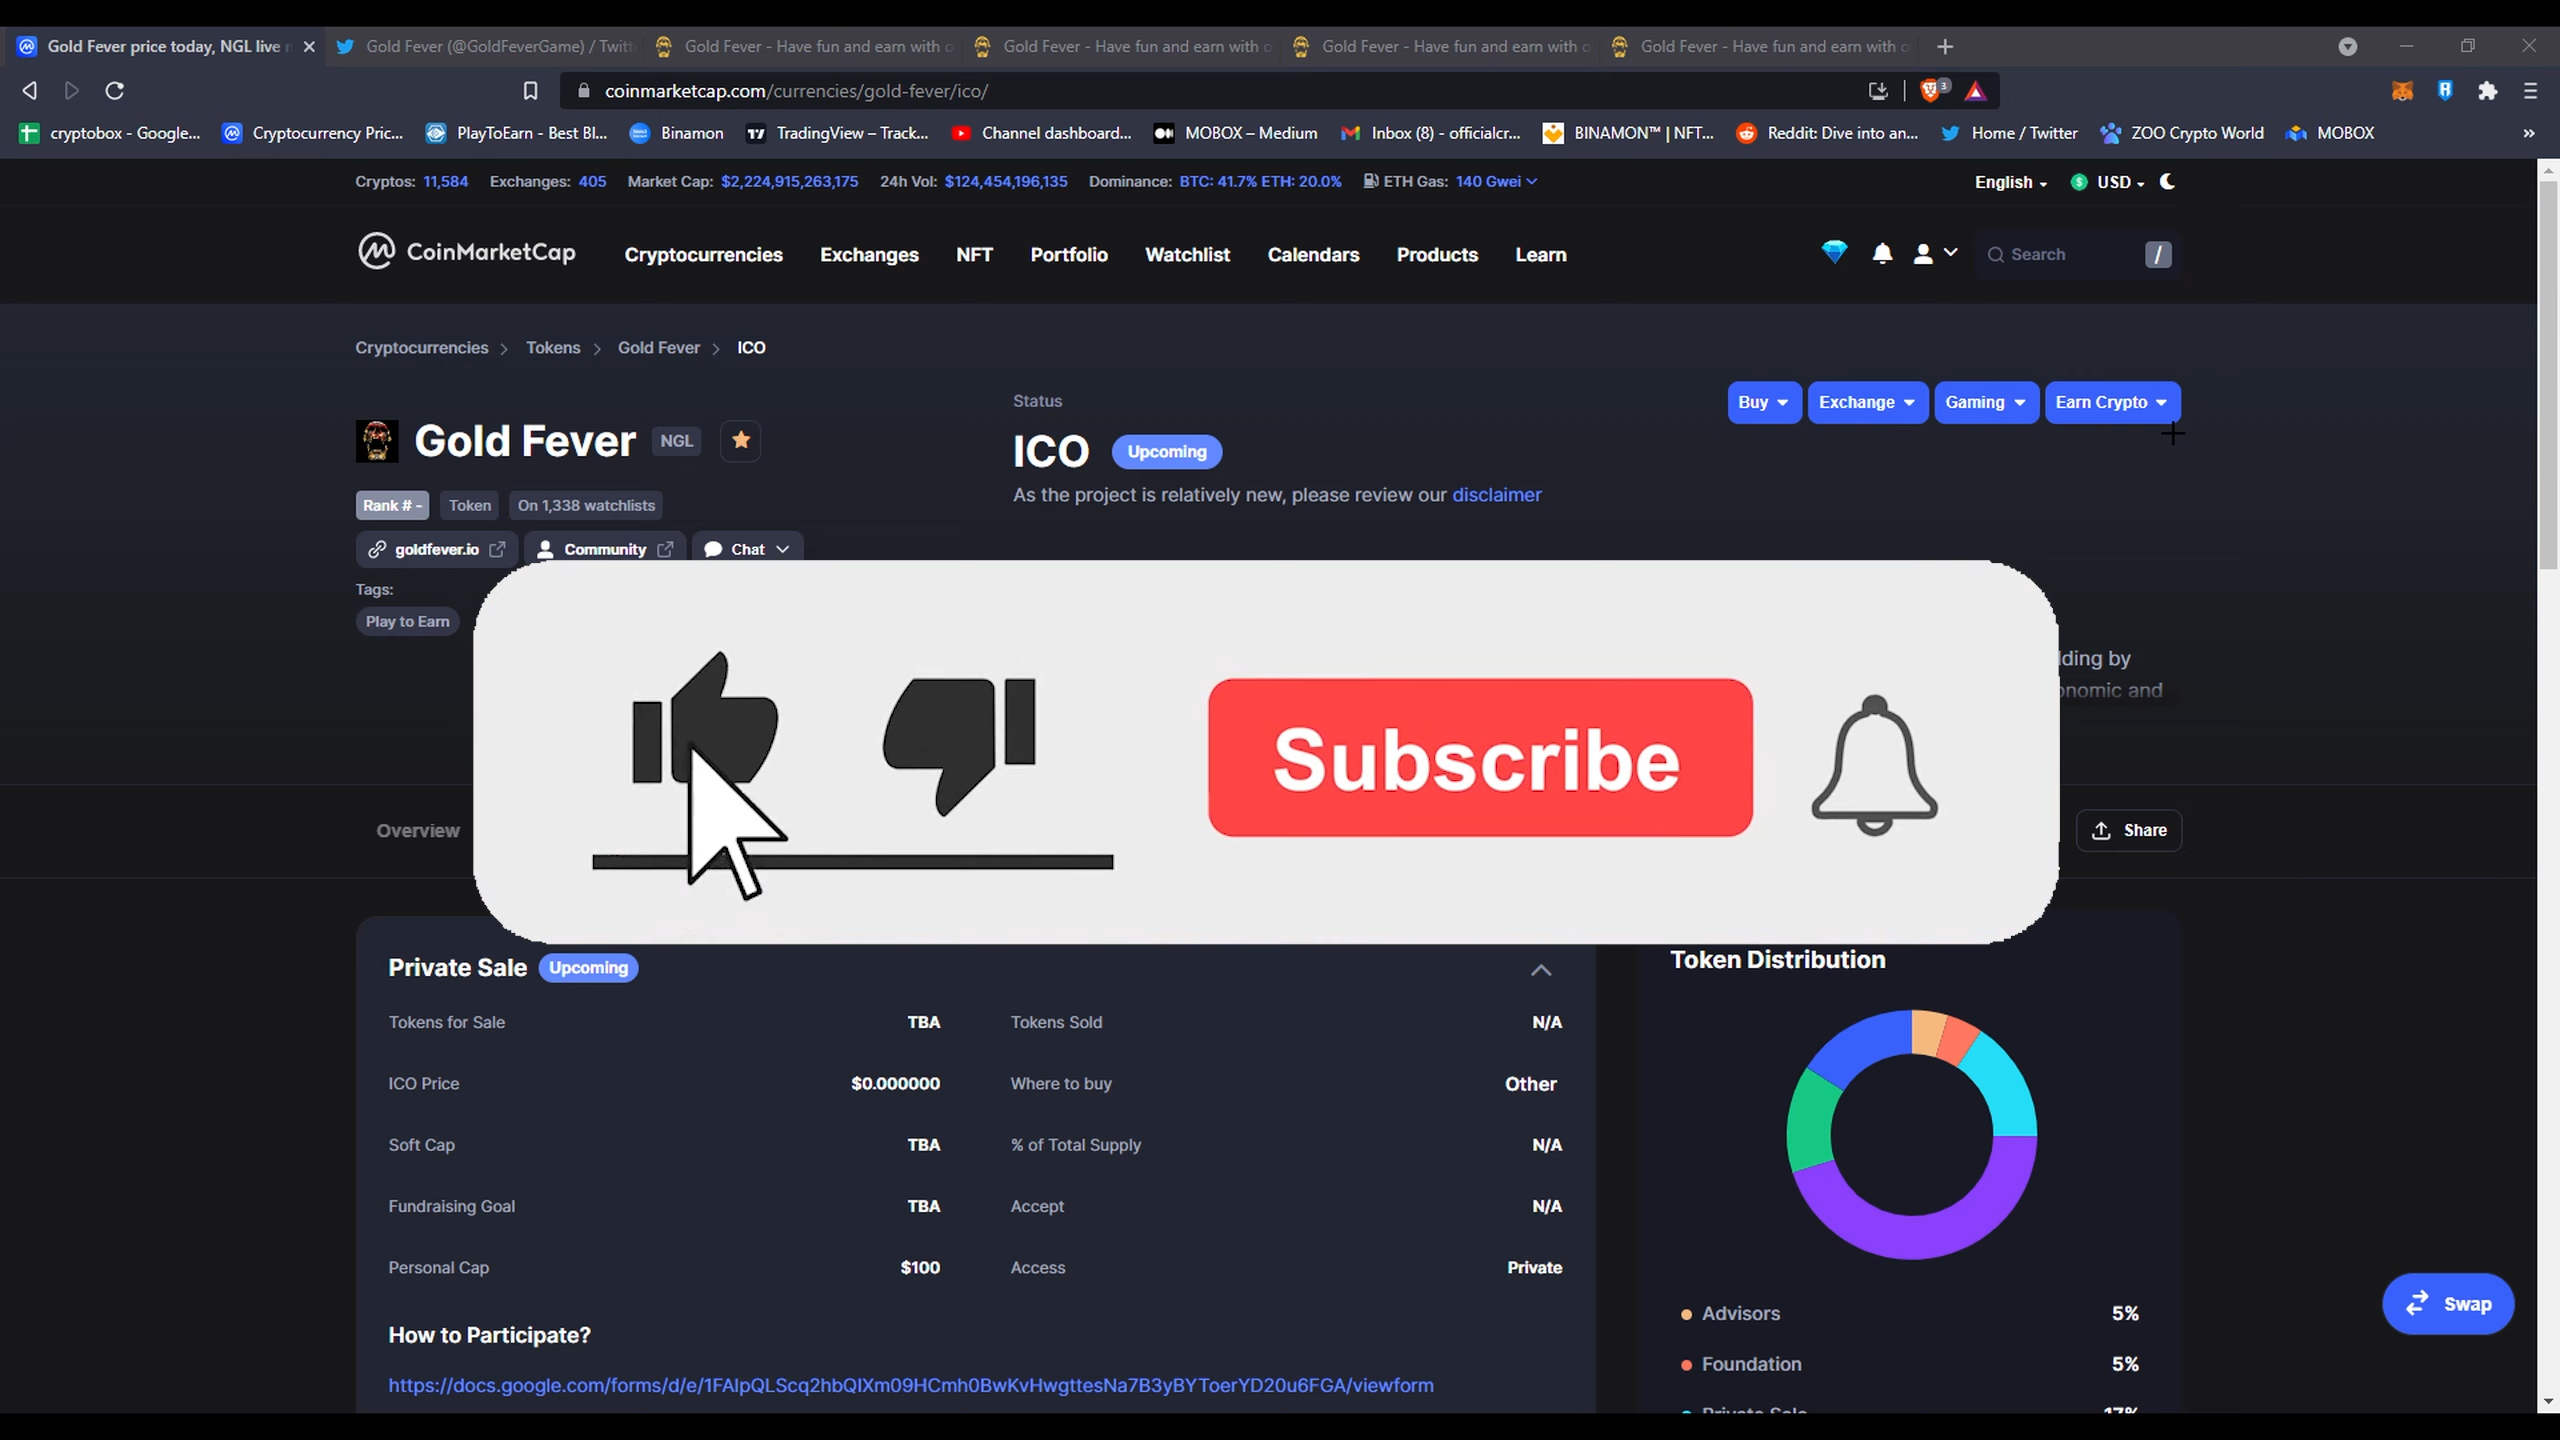 Gold Fever price today, NGL live
Gold Fever (@GoldFeverGame) / Twitt
Gold Fever - Have fun and earn with o
Gold Fever - Have fun and earn with o
Gold Fever - Have fun and earn with o
Gold Fever - Have fun and earn with o
coinmarketcap.com/currencies/gold-fever/ico/
3
cryptobox - Google...
Cryptocurrency Pric...
PlayToEarn - Best Bl...
Binamon
TradingView – Track...
Channel dashboard...
MOBOX – Medium
Inbox (8) - officialcr...
BINAMON™ | NFT...
Reddit: Dive into an...
Home / Twitter
ZOO Crypto World
MOBOX
Cryptos: 11,584 Exchanges: 405 Market Cap: $2,224,915,263,175 24h Vol: $124,454,196,135 Dominance: BTC: 41.7% ETH: 20.0% ETH Gas: 140 Gwei
English
USD
CoinMarketCap
Cryptocurrencies Exchanges NFT Portfolio Watchlist Calendars Products Learn
Search /
Cryptocurrencies > Tokens > Gold Fever > ICO
Gold Fever NGL
Rank # - Token On 1,338 watchlists
goldfever.io Community Chat
Tags:
Play to Earn
Status
ICO Upcoming
As the project is relatively new, please review our disclaimer
Buy Exchange Gaming Earn Crypto
lding by
nomic and
Subscribe
Overview
Share
Private Sale Upcoming
Tokens for Sale TBA Tokens Sold N/A
ICO Price $0.000000 Where to buy Other
Soft Cap TBA % of Total Supply N/A
Fundraising Goal TBA Accept N/A
Personal Cap $100 Access Private
How to Participate?
https://docs.google.com/forms/d/e/1FAIpQLScq2hbQIXm09HCmh0BwKvHwgttesNa7B3yBYToerYD20u6FGA/viewform
Token Distribution
Advisors 5%
Foundation 5%
Private Sale 17%
Swap